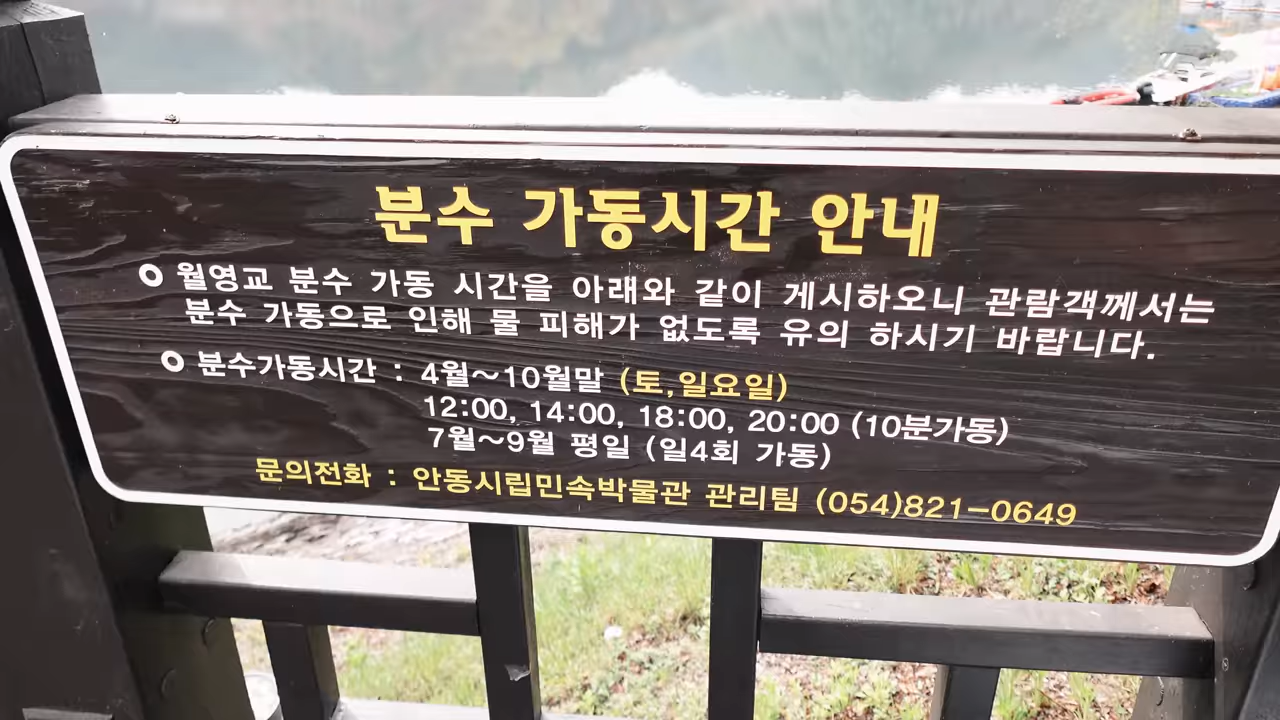 분수 가동시간 안내
월영교 분수 가동 시간을 아래와 같이 게시하오니 관람객께서는
분수 가동으로 인해 물 피해가 없도록 유의 하시기 바랍니다.
분수가동시간 : 4월~10월말 (토,일요일)
12:00, 14:00, 18:00, 20:00 (10분가동)
7월~9월 평일 (일4회 가동)
문의전화 : 안동시립민속박물관 관리팀 (054)821-0649